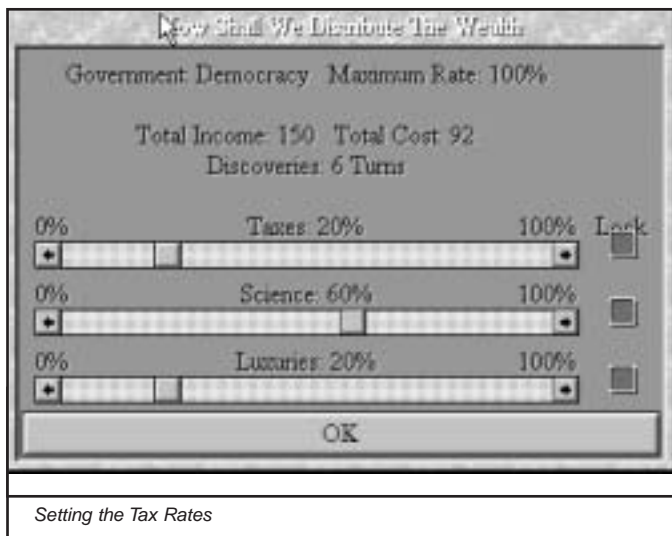 How Shall We Distribute The Wealth
Government: Democracy Maximum Rate: 100%
Total Income: 150 Total Cost: 92
Discoveries: 6 Turns
0% Taxes: 20% 100% Lock
0% Science: 60% 100%
0% Luxuries: 20% 100%
OK
Setting the Tax Rates